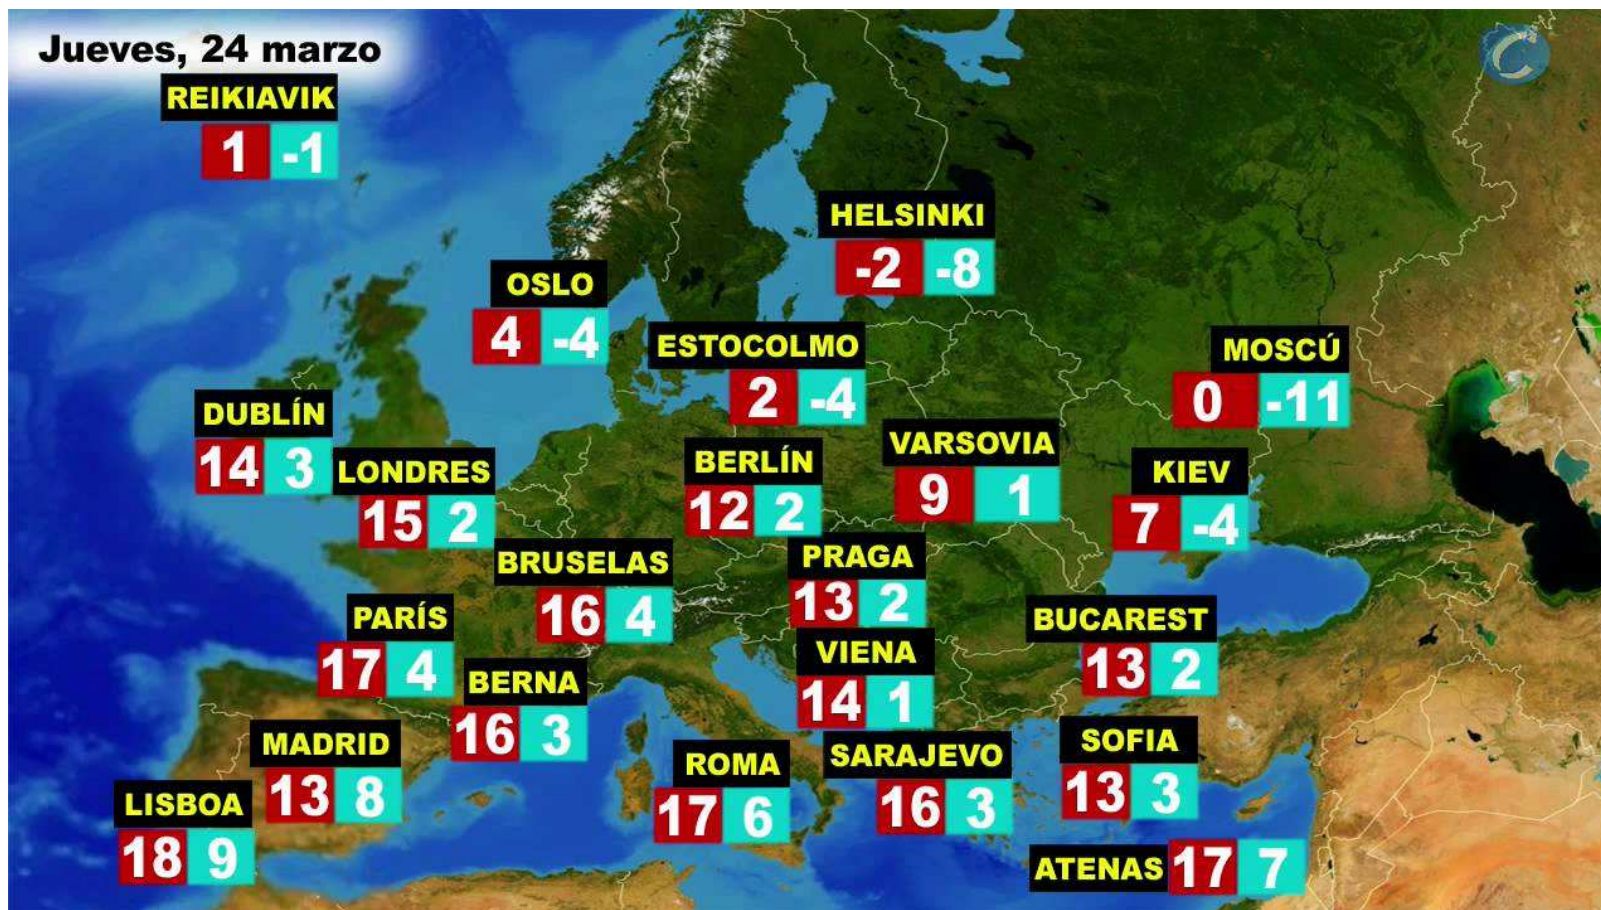 Jueves, 24 marzo
REIKIAVIK
1 -1
HELSINKI
-2 -8
OSLO
4 -4
ESTOCOLMO
2 -4
MOSCÚ
0 -11
DUBLÍN
14 3
LONDRES
15 2
BERLÍN
12 2
VARSOVIA
9 1
KIEV
7 -4
BRUSELAS
16 4
PRAGA
13 2
PARÍS
17 4
BERNA
16 3
VIENA
14 1
BUCAREST
13 2
MADRID
13 8
LISBOA
18 9
ROMA
17 6
SARAJEVO
16 3
SOFIA
13 3
ATENAS 17 7